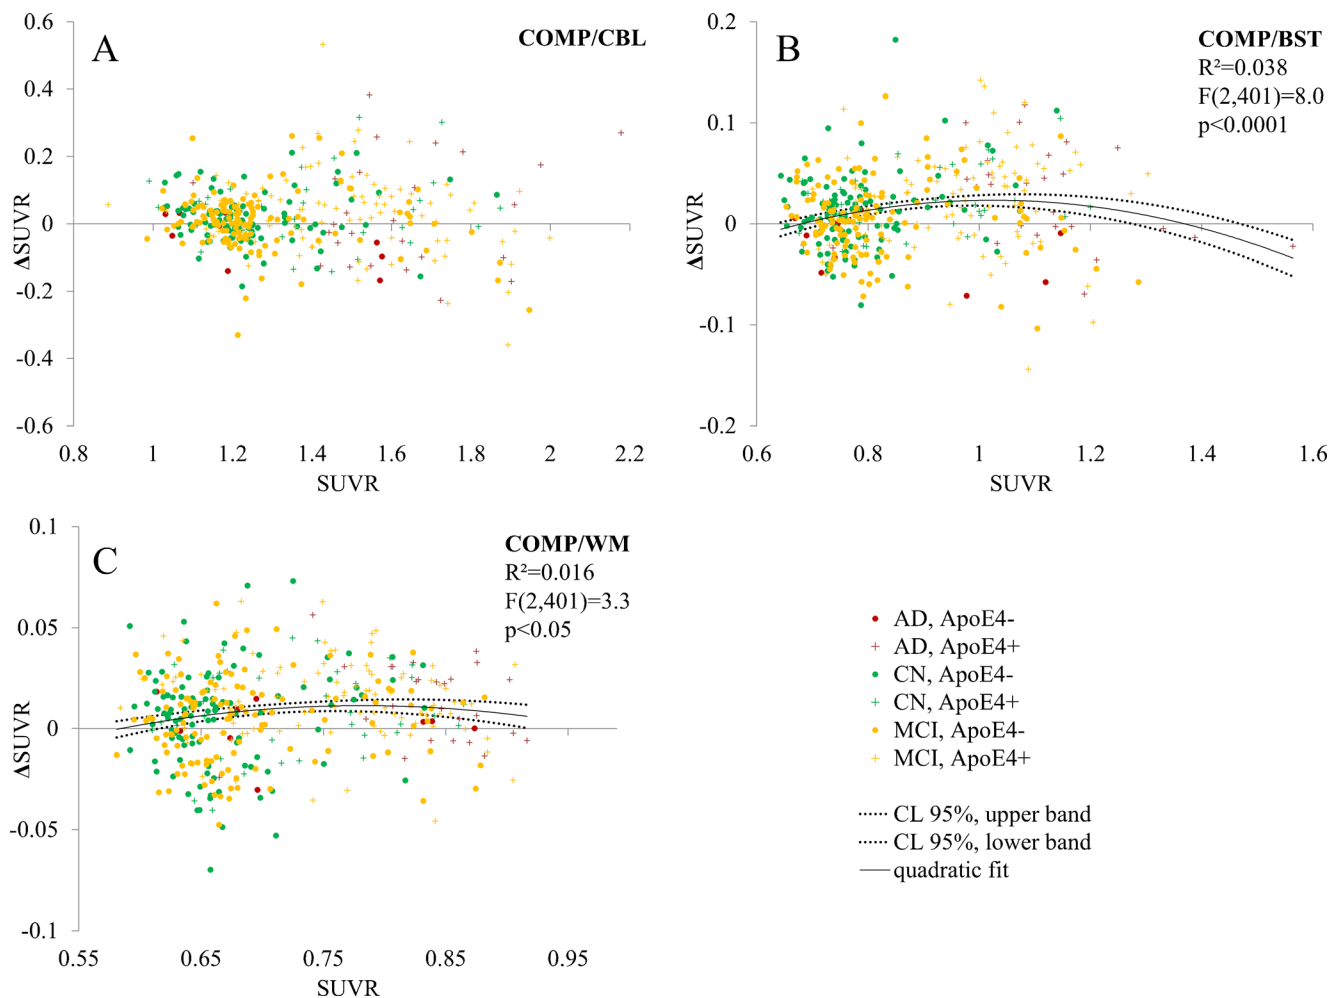 A
COMP/CBL
0.6
0.4
0.2
0
-0.2
-0.4
-0.6
ΔSUVR
0.8 1 1.2 1.4 1.6 1.8 2 2.2
SUVR
B
COMP/BST
R²=0.038
F(2,401)=8.0
p<0.0001
0.2
0.1
0
-0.1
-0.2
ΔSUVR
0.6 0.8 1 1.2 1.4 1.6
SUVR
C
COMP/WM
R²=0.016
F(2,401)=3.3
p<0.05
0.1
0.05
0
-0.05
-0.1
ΔSUVR
0.55 0.65 0.75 0.85 0.95
SUVR
AD, ApoE4-
AD, ApoE4+
CN, ApoE4-
CN, ApoE4+
MCI, ApoE4-
MCI, ApoE4+
CL 95%, upper band
CL 95%, lower band
quadratic fit